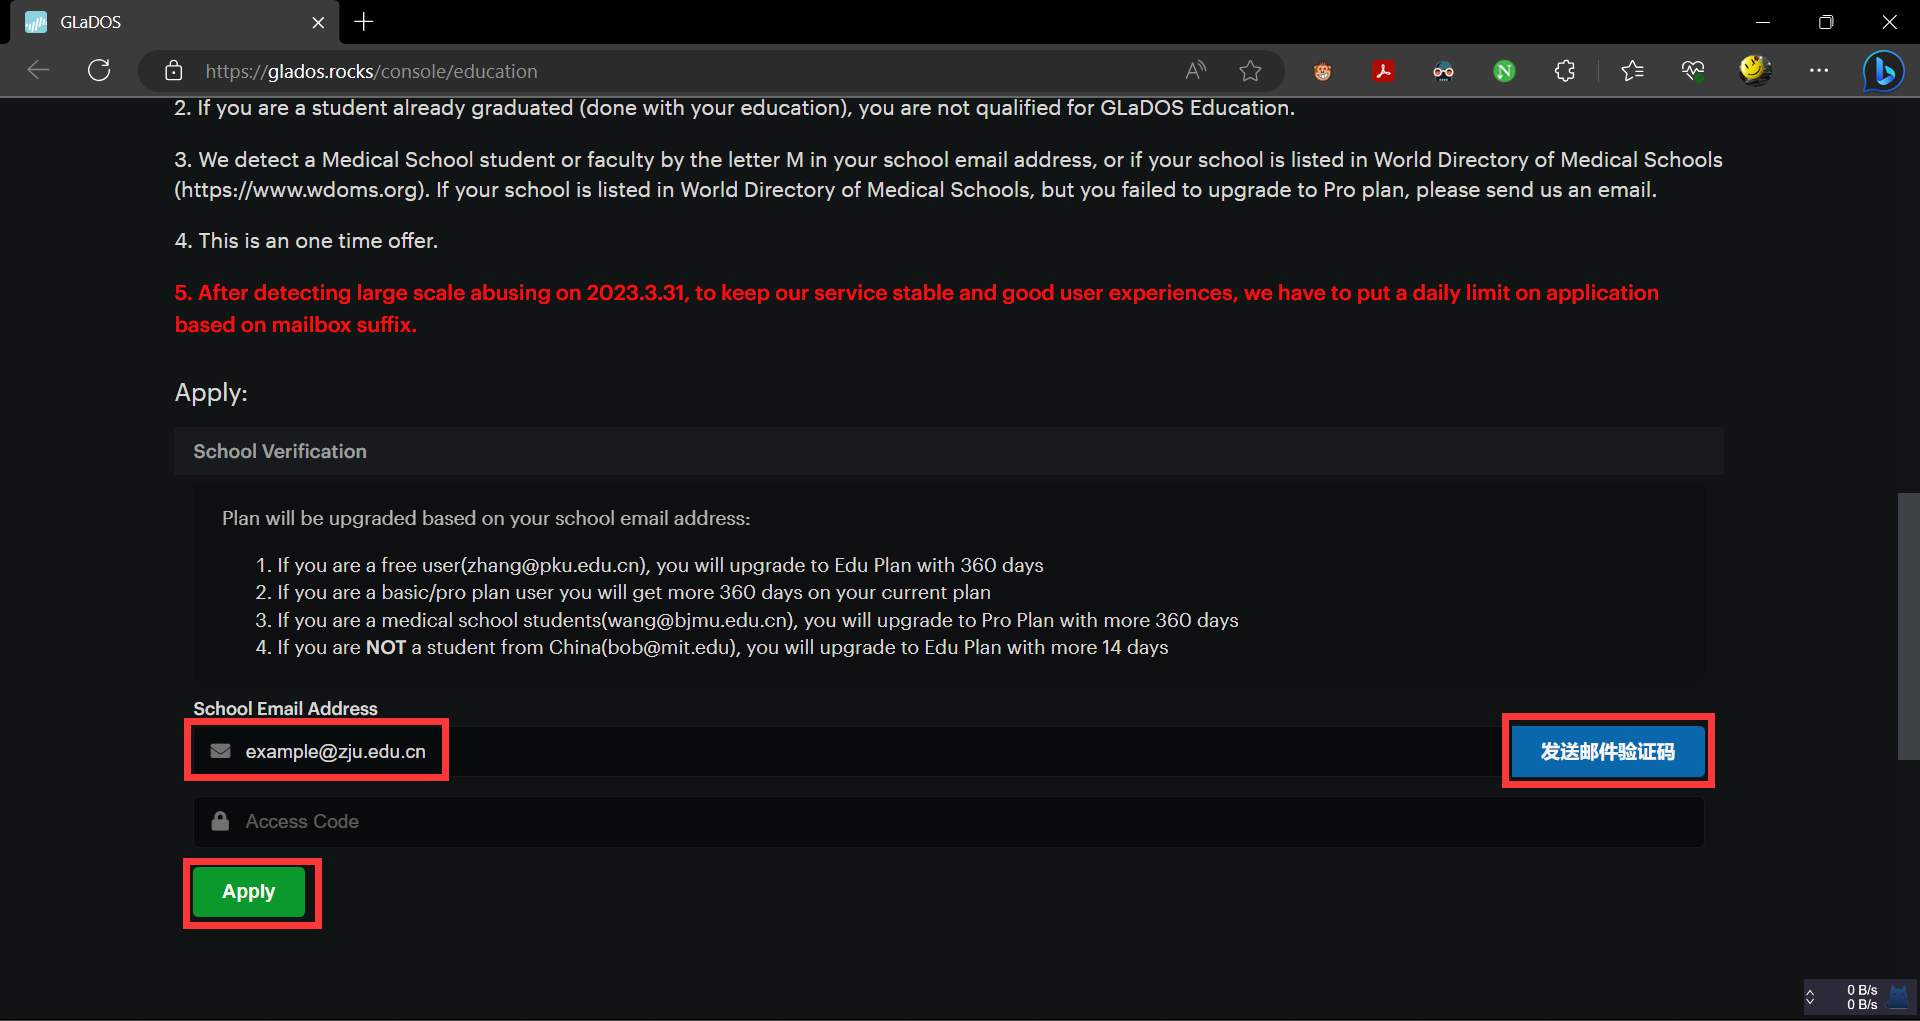 GLaDOS
https://glados.rocks/console/education
2. If you are a student already graduated (done with your education), you are not qualified for GLaDOS Education.
3. We detect a Medical School student or faculty by the letter M in your school email address, or if your school is listed in World Directory of Medical Schools
(https://www.wdoms.org). If your school is listed in World Directory of Medical Schools, but you failed to upgrade to Pro plan, please send us an email.
4. This is an one time offer.
5. After detecting large scale abusing on 2023.3.31, to keep our service stable and good user experiences, we have to put a daily limit on application
based on mailbox suffix.
Apply:
School Verification
Plan will be upgraded based on your school email address:
1. If you are a free user(zhang@pku.edu.cn), you will upgrade to Edu Plan with 360 days
2. If you are a basic/pro plan user you will get more 360 days on your current plan
3. If you are a medical school students(wang@bjmu.edu.cn), you will upgrade to Pro Plan with more 360 days
4. If you are NOT a student from China(bob@mit.edu), you will upgrade to Edu Plan with more 14 days
School Email Address
example@zju.edu.cn
发送邮件验证码
Access Code
Apply
0 B/s
0 B/s